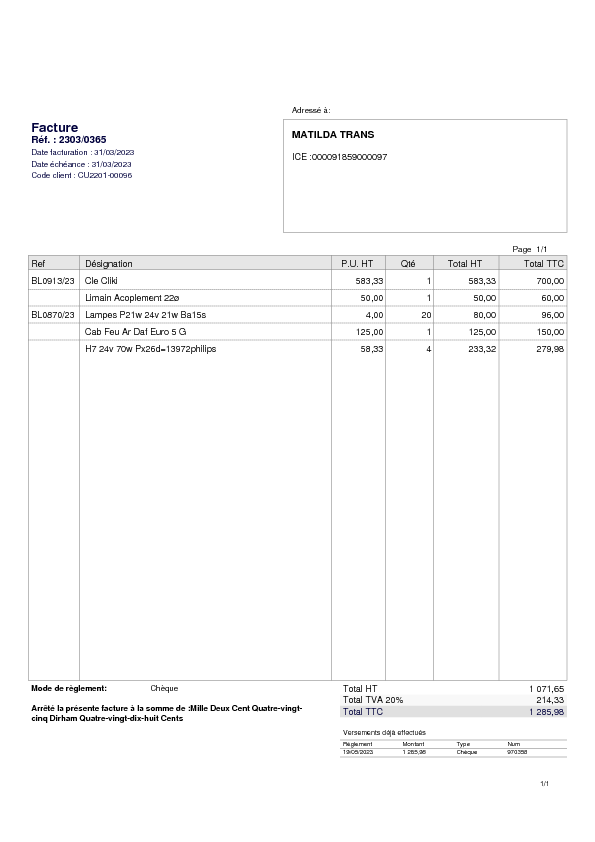 Adressé à:
Facture
Réf. : 2303/0365
Date facturation : 31/03/2023
Date échéance : 31/03/2023
Code client : CU2201-00096
MATILDA TRANS
ICE :000091859000097
Page 1/1
Ref Désignation P.U. HT Qté Total HT Total TTC
BL0913/23 Cle Cliki 583,33 1 583,33 700,00
Limain Acoplement 22ø 50,00 1 50,00 60,00
BL0870/23 Lampes P21w 24v 21w Ba15s 4,00 20 80,00 96,00
Cab Feu Ar Daf Euro 5 G 125,00 1 125,00 150,00
H7 24v 70w Px26d=13972philips 58,33 4 233,32 279,98
Mode de règlement: Chèque
Total HT 1 071,65
Total TVA 20% 214,33
Total TTC 1 285,98
Arrêté la présente facture à la somme de :Mille Deux Cent Quatre-vingt-
cinq Dirham Quatre-vingt-dix-huit Cents
Versements déjà effectués
Règlement Montant Type Num
19/05/2023 1 285,98 Chèque 970358
1/1